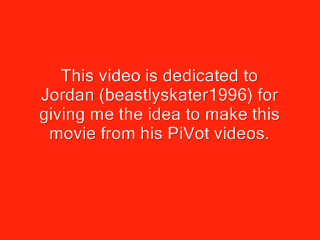 This video is dedicated to
Jordan (beastlyskater1996) for
giving me the idea to make this
movie from his PiVot videos.